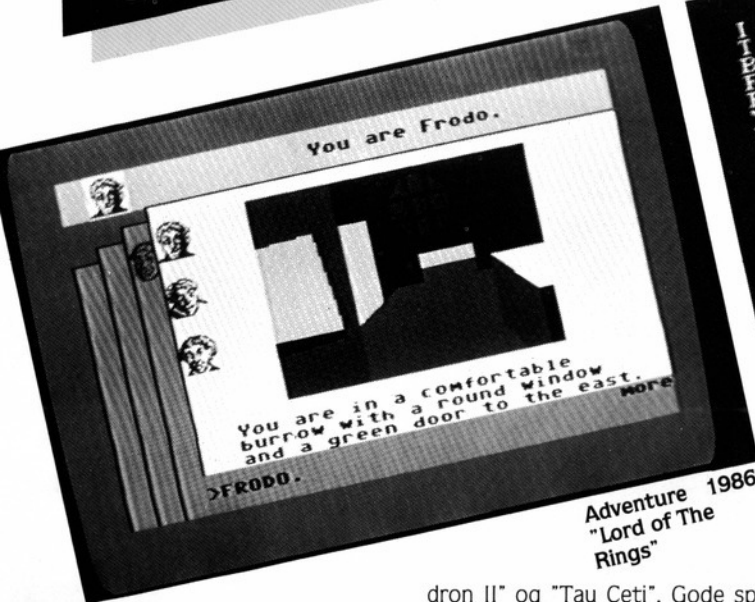 You are Frodo.
You are in a comfortable
burrow with a round window
and a green door to the east.
more
>FRODO.
Adventure 1986
"Lord of The
Rings"
dron II" og "Tau Ceti". Gode sp